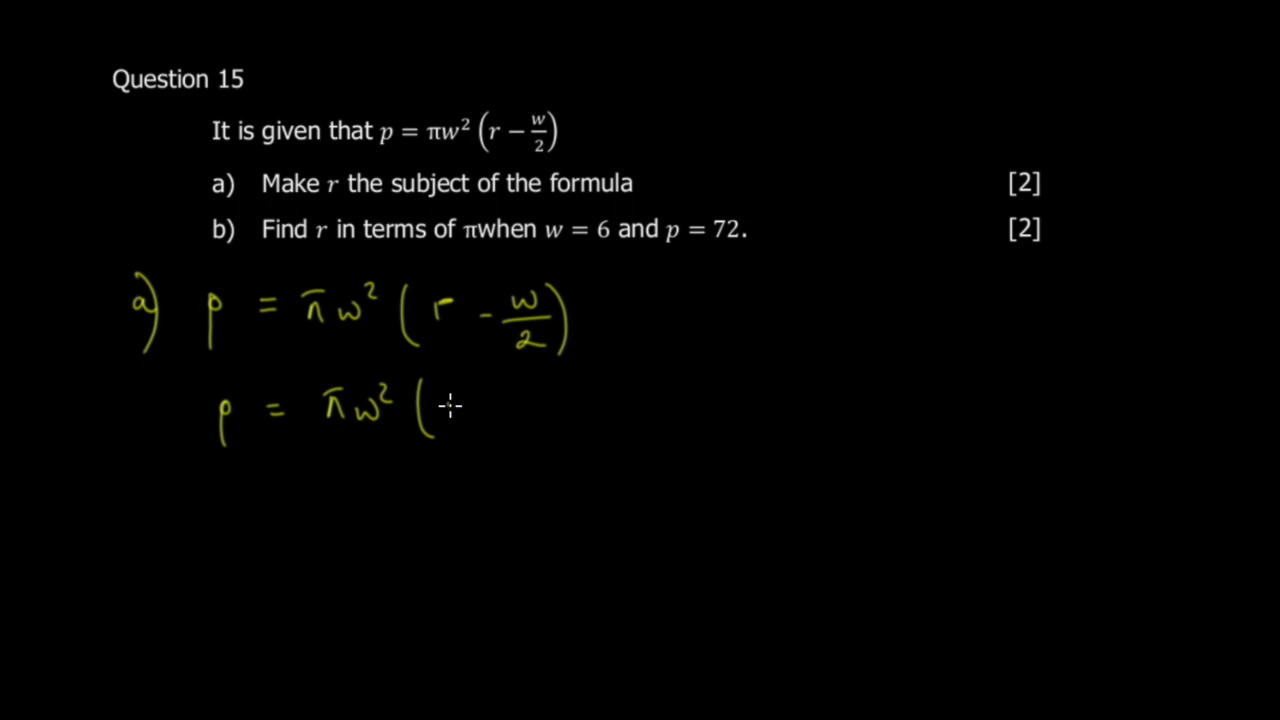 Question 15
It is given that p = πw² (r − w/2)
a) Make r the subject of the formula [2]
b) Find r in terms of πwhen w = 6 and p = 72. [2]
a) p = πw² (r - w/2)
p = πw² (